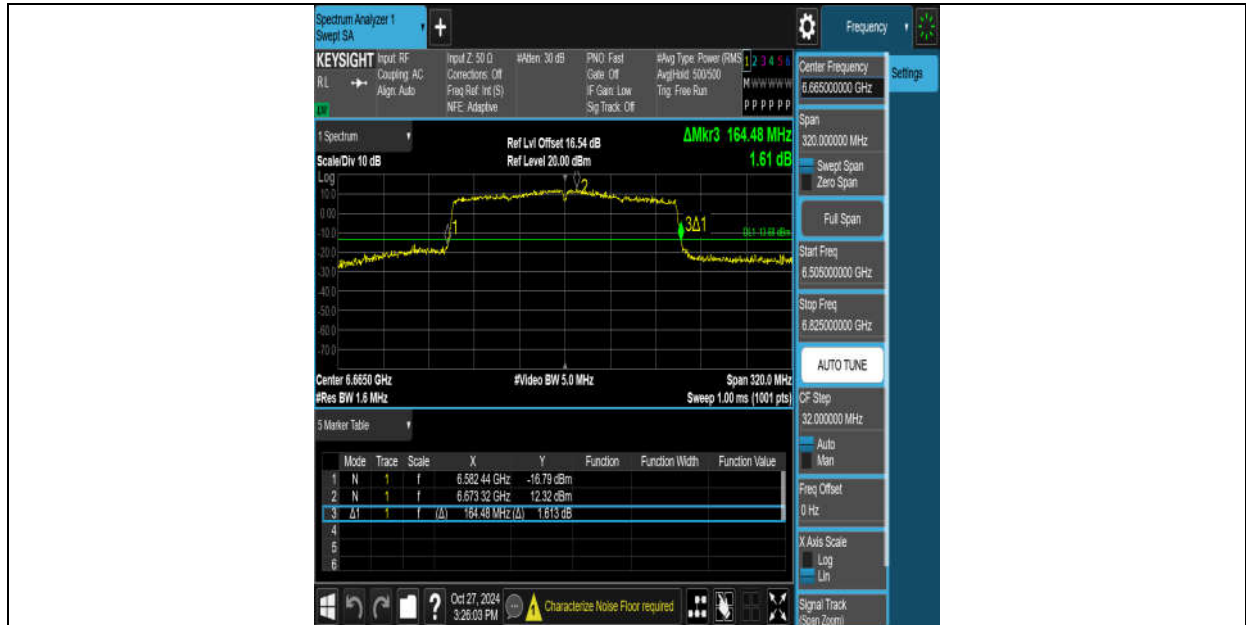 Spectrum Analyzer 1
Swept SA
+
Frequency
KEYSIGHT
R L
Input: RF
Coupling: AC
Align: Auto
Input Z: 50 Ω
Corrections: Off
Freq Ref: Int (S)
NFE: Adaptive
#Atten: 30 dB
PNO: Fast
Gate: Off
IF Gain: Low
Sig Track: Off
#Avg Type: Power (RMS
Avg|Hold: 500/500
Trig: Free Run
1 2 3 4 5 6
M W W W W W
P P P P P P
Center Frequency
6.665000000 GHz
Settings
1 Spectrum
Scale/Div 10 dB
Ref Lvl Offset 16.54 dB
Ref Level 20.00 dBm
ΔMkr3 164.48 MHz
1.61 dB
Log
10.0
0.00
-10.0
-20.0
-30.0
-40.0
-50.0
-60.0
-70.0
1
2
3Δ1
Center 6.6650 GHz
#Res BW 1.6 MHz
#Video BW 5.0 MHz
Span 320.0 MHz
Sweep 1.00 ms (1001 pts)
Span
320.000000 MHz
Swept Span
Zero Span
Full Span
Start Freq
6.505000000 GHz
Stop Freq
6.825000000 GHz
AUTO TUNE
CF Step
32.000000 MHz
Auto
Man
Freq Offset
0 Hz
X Axis Scale
Log
Lin
Signal Track
(Span Zoom)
5 Marker Table
Mode Trace Scale X Y Function Function Width Function Value
1 N 1 f 6.582 44 GHz -16.79 dBm
2 N 1 f 6.673 32 GHz 12.32 dBm
3 Δ1 1 f (Δ) 164.48 MHz (Δ) 1.613 dB
4
5
6
?
Oct 27, 2024
3:26:03 PM
Characterize Noise Floor required